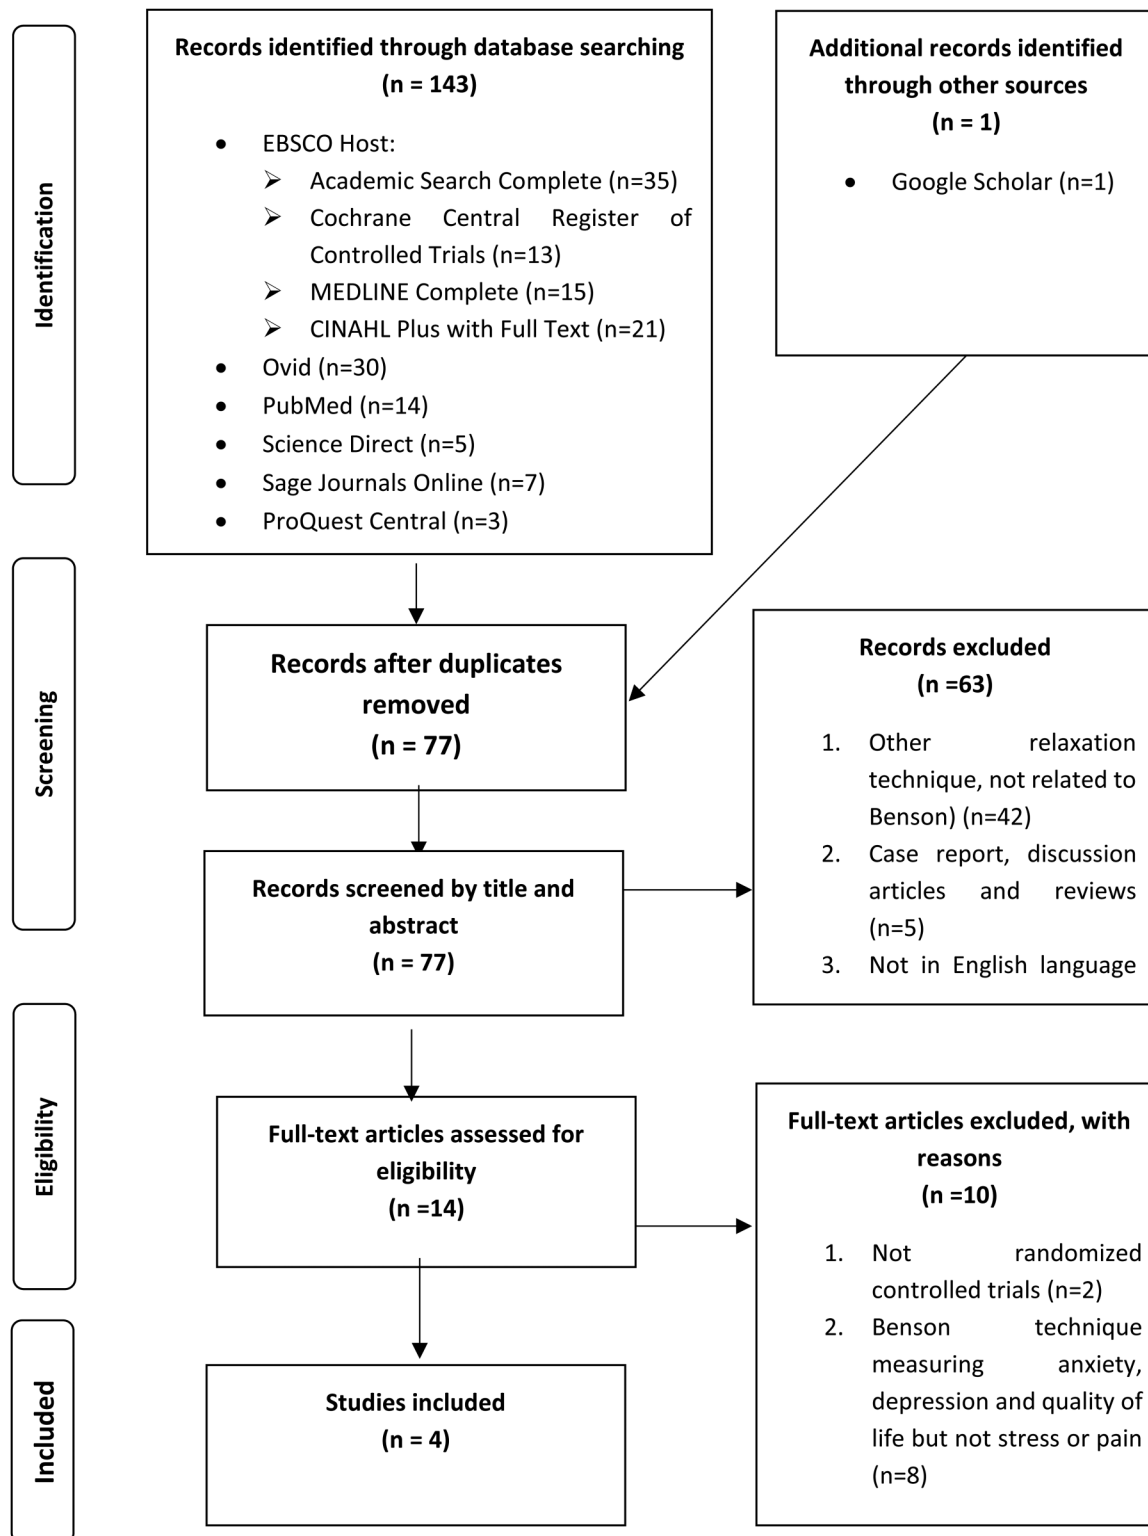 Identification
Records identified through database searching
(n = 143)
• EBSCO Host:
➢ Academic Search Complete (n=35)
➢ Cochrane Central Register of
Controlled Trials (n=13)
➢ MEDLINE Complete (n=15)
➢ CINAHL Plus with Full Text (n=21)
• Ovid (n=30)
• PubMed (n=14)
• Science Direct (n=5)
• Sage Journals Online (n=7)
• ProQuest Central (n=3)
Additional records identified
through other sources
(n = 1)
• Google Scholar (n=1)
Screening
Records after duplicates
removed
(n = 77)
Records screened by title and
abstract
(n = 77)
Records excluded
(n =63)
1. Other relaxation
technique, not related to
Benson) (n=42)
2. Case report, discussion
articles and reviews
(n=5)
3. Not in English language
Eligibility
Full-text articles assessed for
eligibility
(n =14)
Full-text articles excluded, with
reasons
(n =10)
1. Not randomized
controlled trials (n=2)
2. Benson technique
measuring anxiety,
depression and quality of
life but not stress or pain
(n=8)
Included
Studies included
(n = 4)